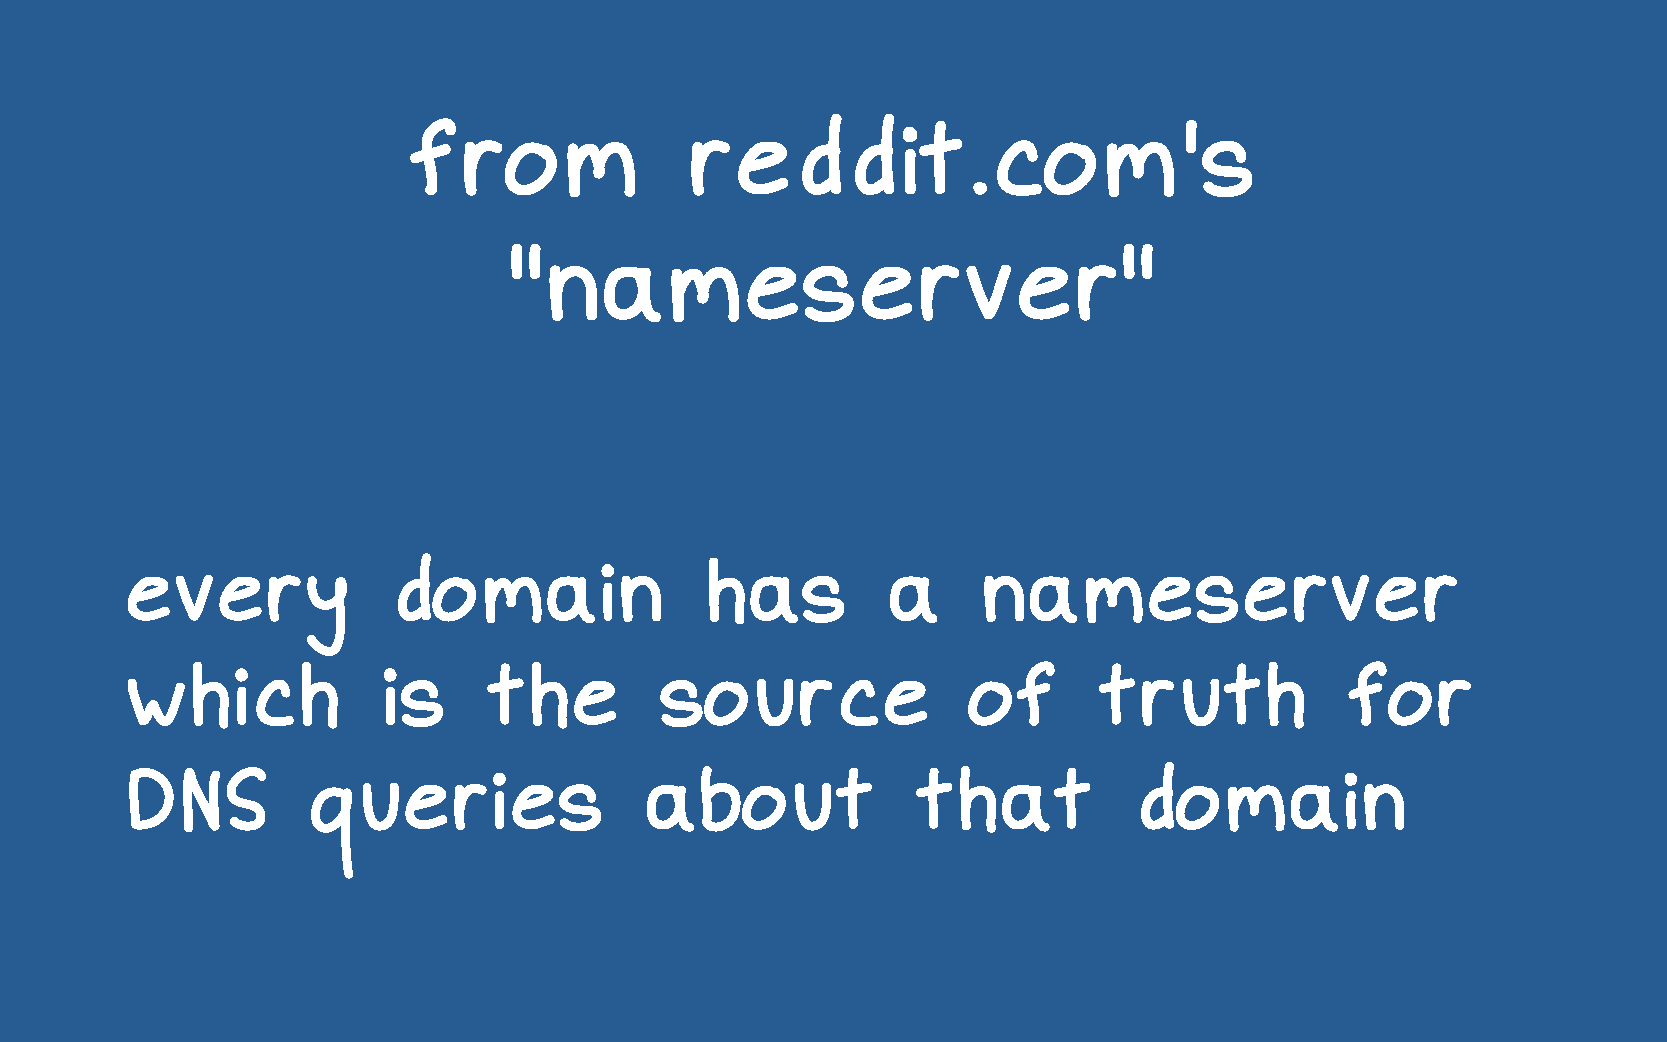 from reddit.com's
"nameserver"
every domain has a nameserver
which is the source of truth for
DNS queries about that domain